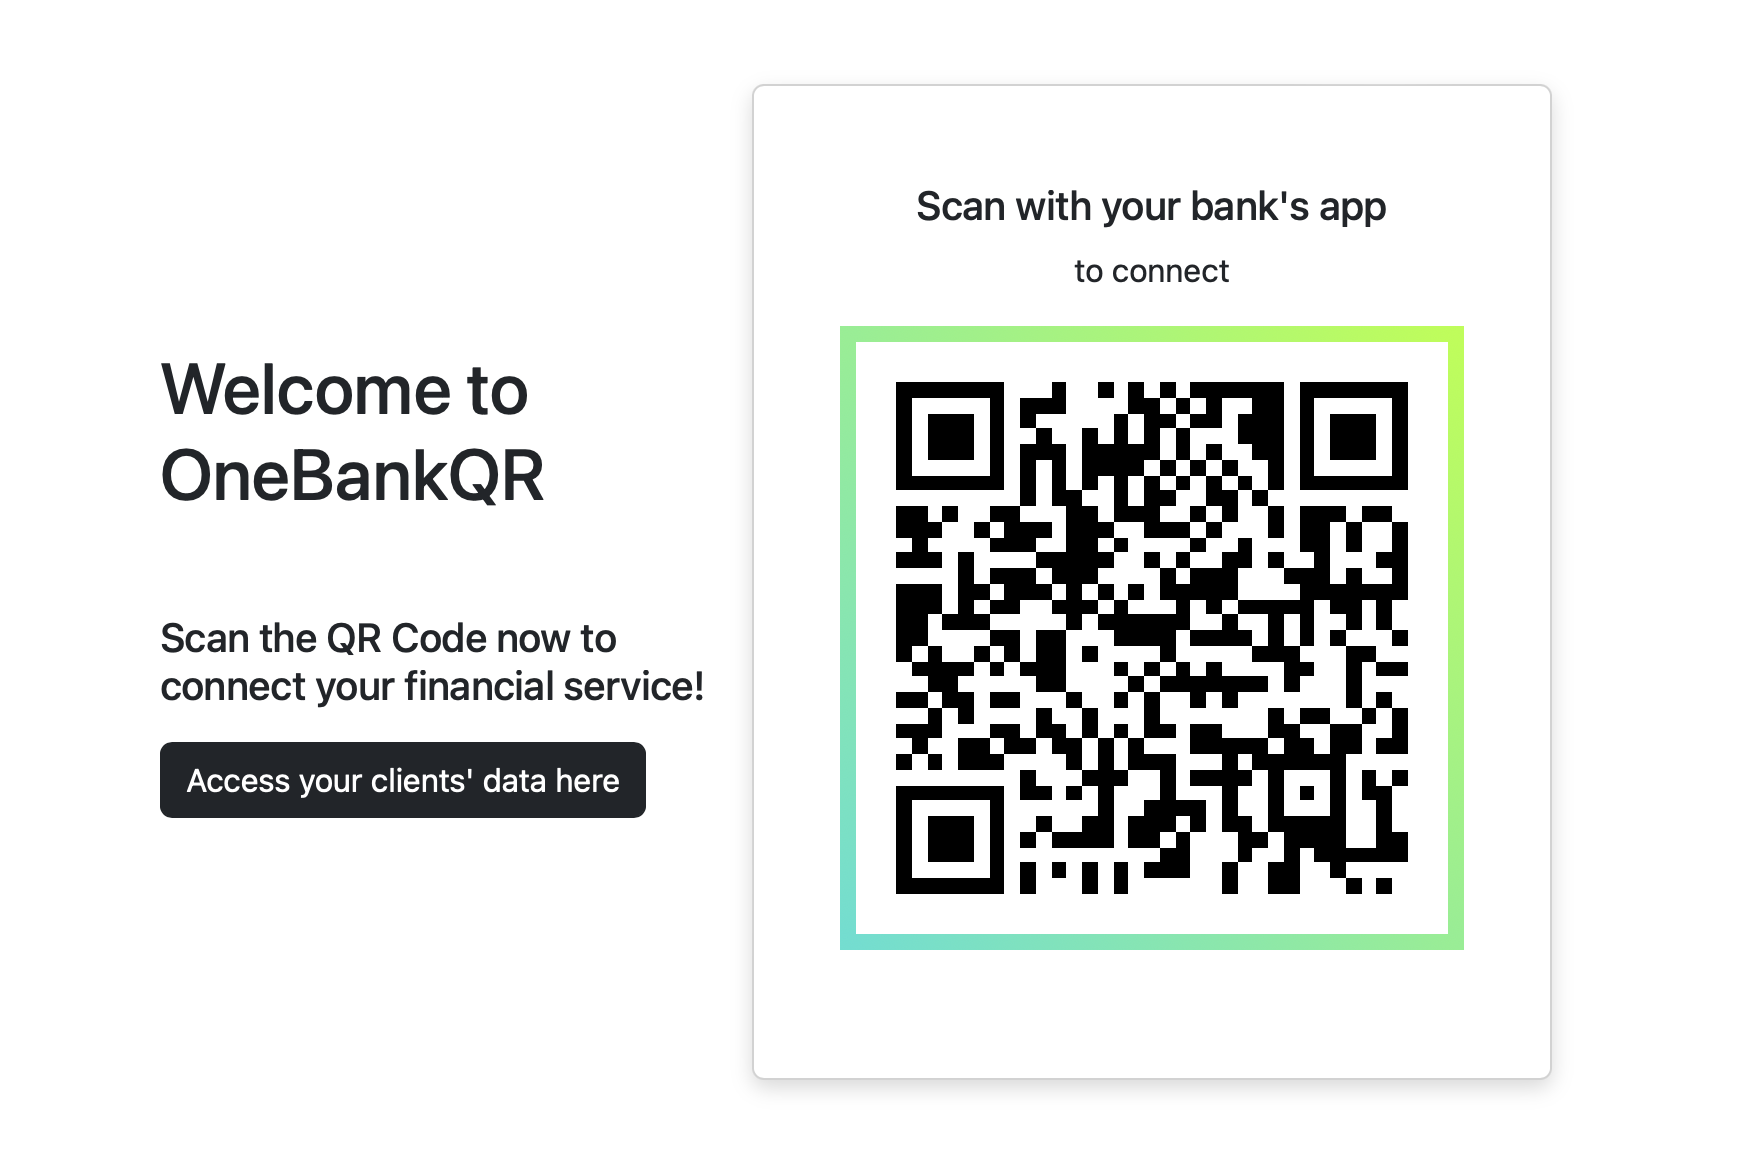 Welcome to
OneBankQR
Scan the QR Code now to
connect your financial service!
Access your clients' data here
Scan with your bank's app
to connect